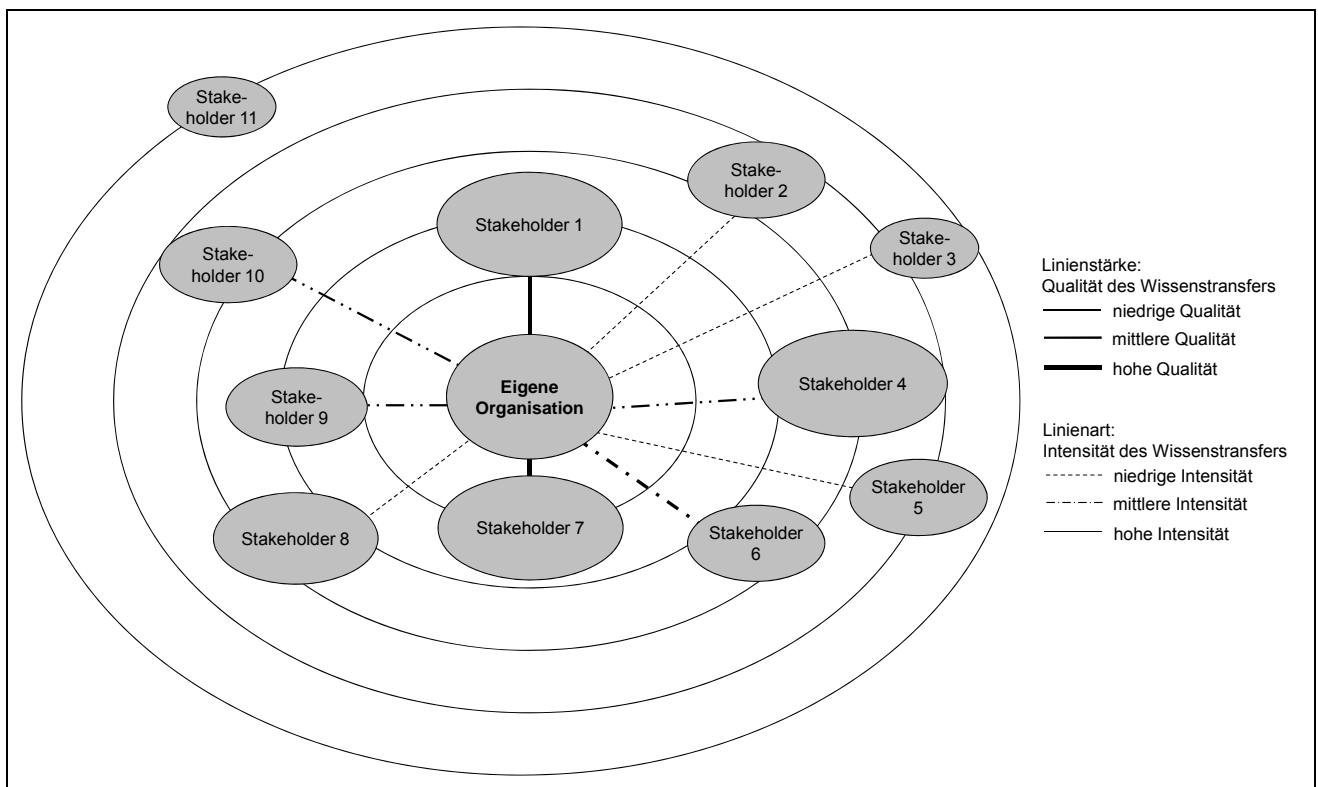 Stake-
holder 11
Stake-
holder 2
Stakeholder 1
Stake-
holder 3
Stake-
holder 10
Stakeholder 4
Eigene
Organisation
Stake-
holder 9
Stakeholder
5
Stakeholder 7
Stakeholder 8
Stakeholder
6
Linienstärke:
Qualität des Wissenstransfers
niedrige Qualität
mittlere Qualität
hohe Qualität
Linienart:
Intensität des Wissenstransfers
niedrige Intensität
mittlere Intensität
hohe Intensität